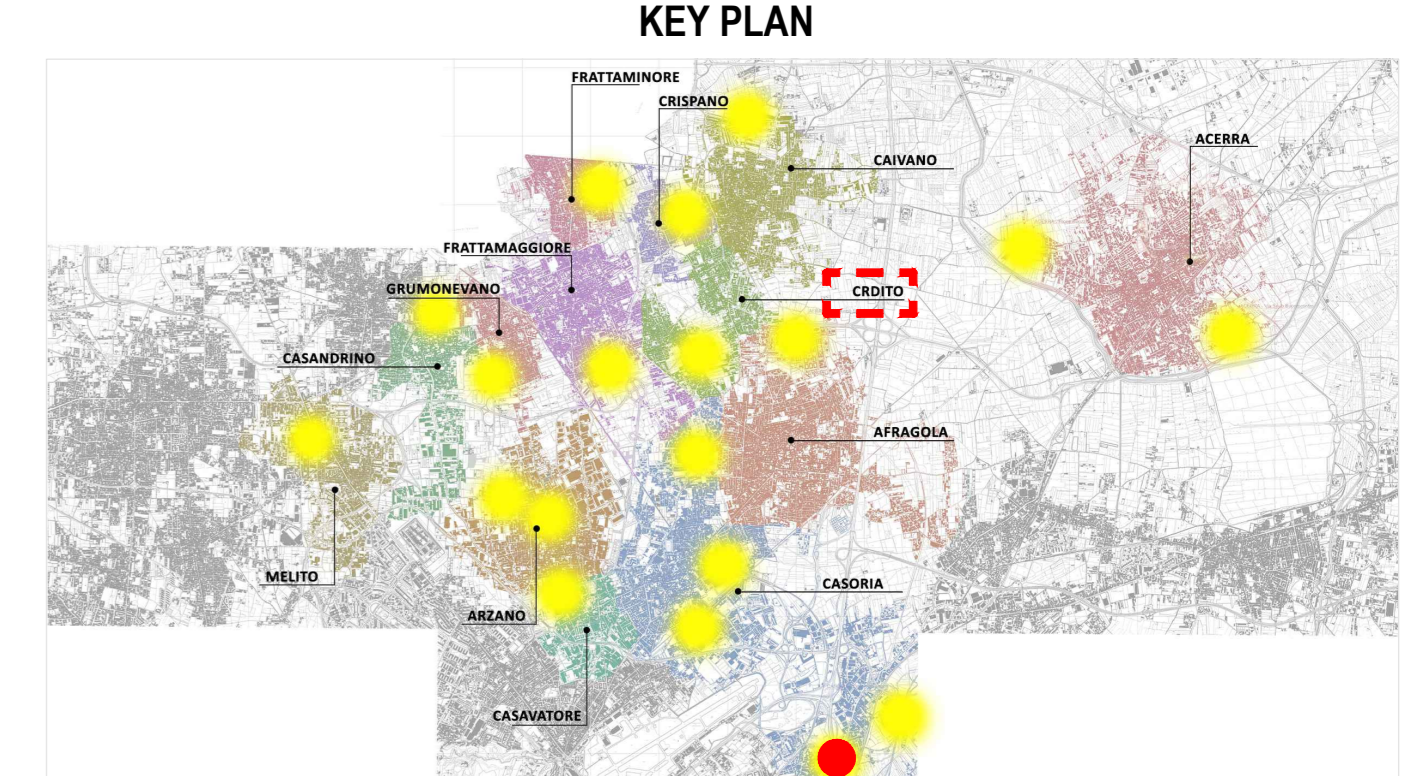 KEY PLAN
FRATTAMINORE
CRISPANO
ACERRA
CAIVANO
FRATTAMAGGIORE
GRUMONEVANO
CRDITO
CASANDRINO
AFRAGOLA
MELITO
CASORIA
ARZANO
CASAVATORE